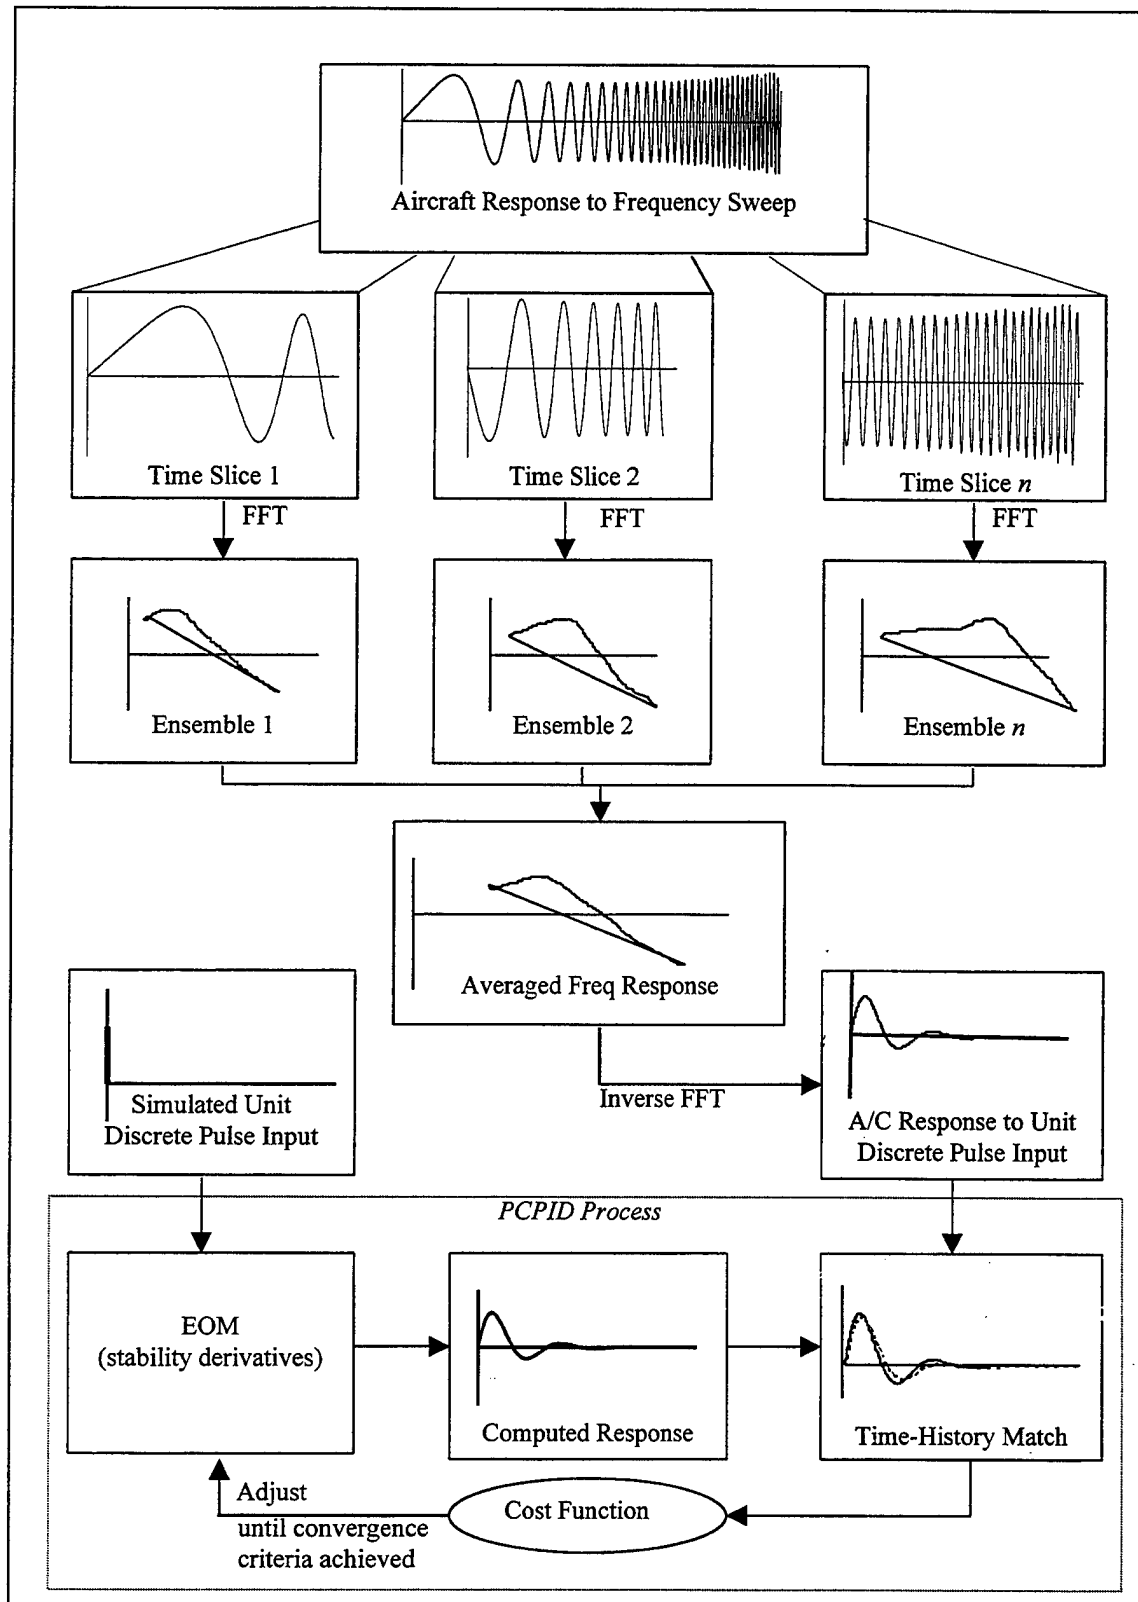 Aircraft Response to Frequency Sweep
Time Slice 1
Time Slice 2
Time Slice n
FFT
FFT
FFT
Ensemble 1
Ensemble 2
Ensemble n
Averaged Freq Response
Simulated Unit
Discrete Pulse Input
Inverse FFT
A/C Response to Unit
Discrete Pulse Input
PCPID Process
EOM
(stability derivatives)
Computed Response
Time-History Match
Adjust
until convergence
criteria achieved
Cost Function